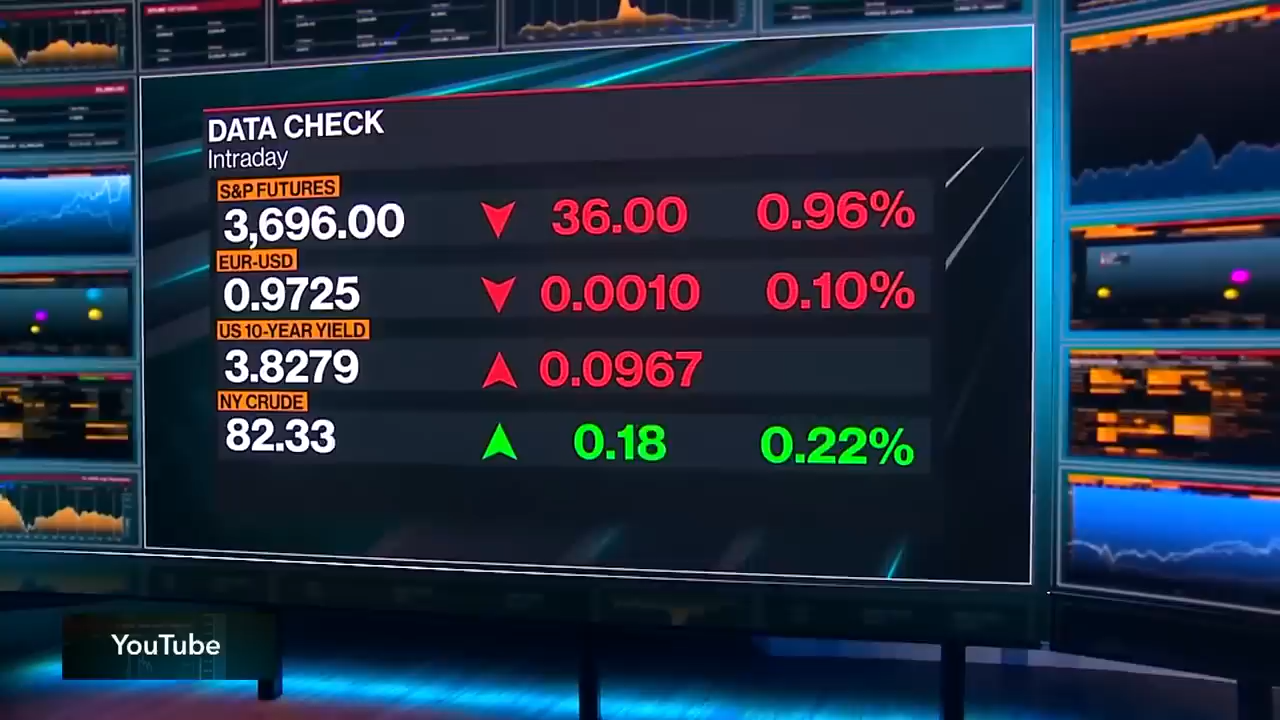 DATA CHECK
Intraday
S&P FUTURES
3,696.00 36.00 0.96%
EUR-USD
0.9725 0.0010 0.10%
US 10-YEAR YIELD
3.8279 0.0967
NY CRUDE
82.33 0.18 0.22%
YouTube